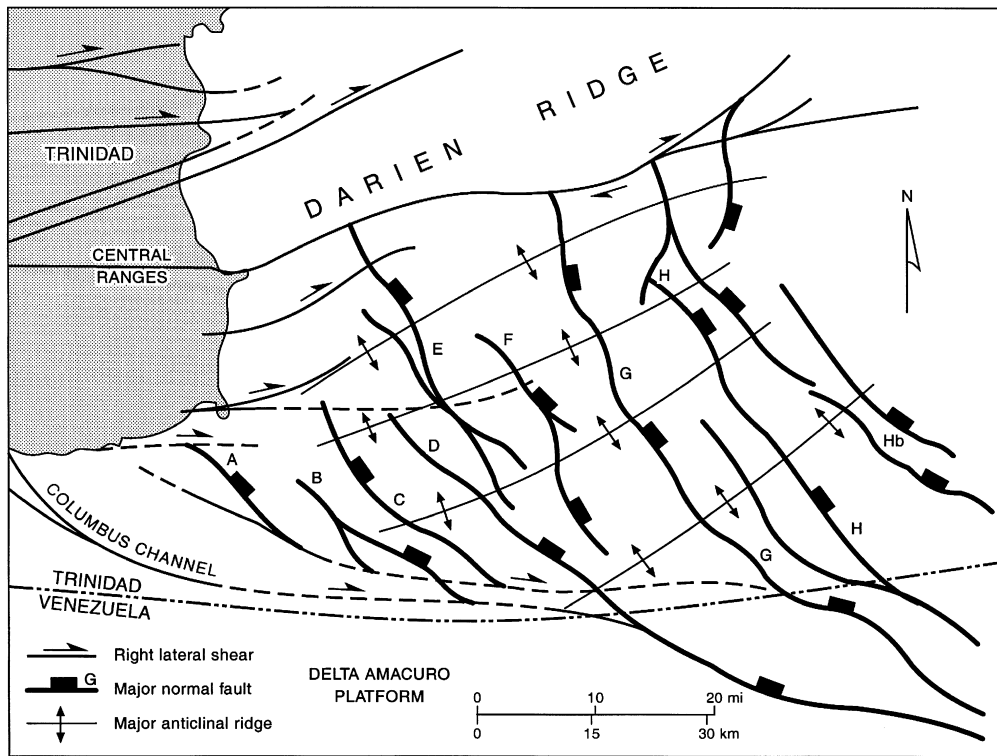 DARIEN RIDGE
TRINIDAD
N
CENTRAL
RANGES
H
E
F
G
D
A
B
C
Hb
H
G
COLUMBUS CHANNEL
TRINIDAD
VENEZUELA
Right lateral shear
G Major normal fault
Major anticlinal ridge
DELTA AMACURO
PLATFORM
0 10 20 mi
0 15 30 km